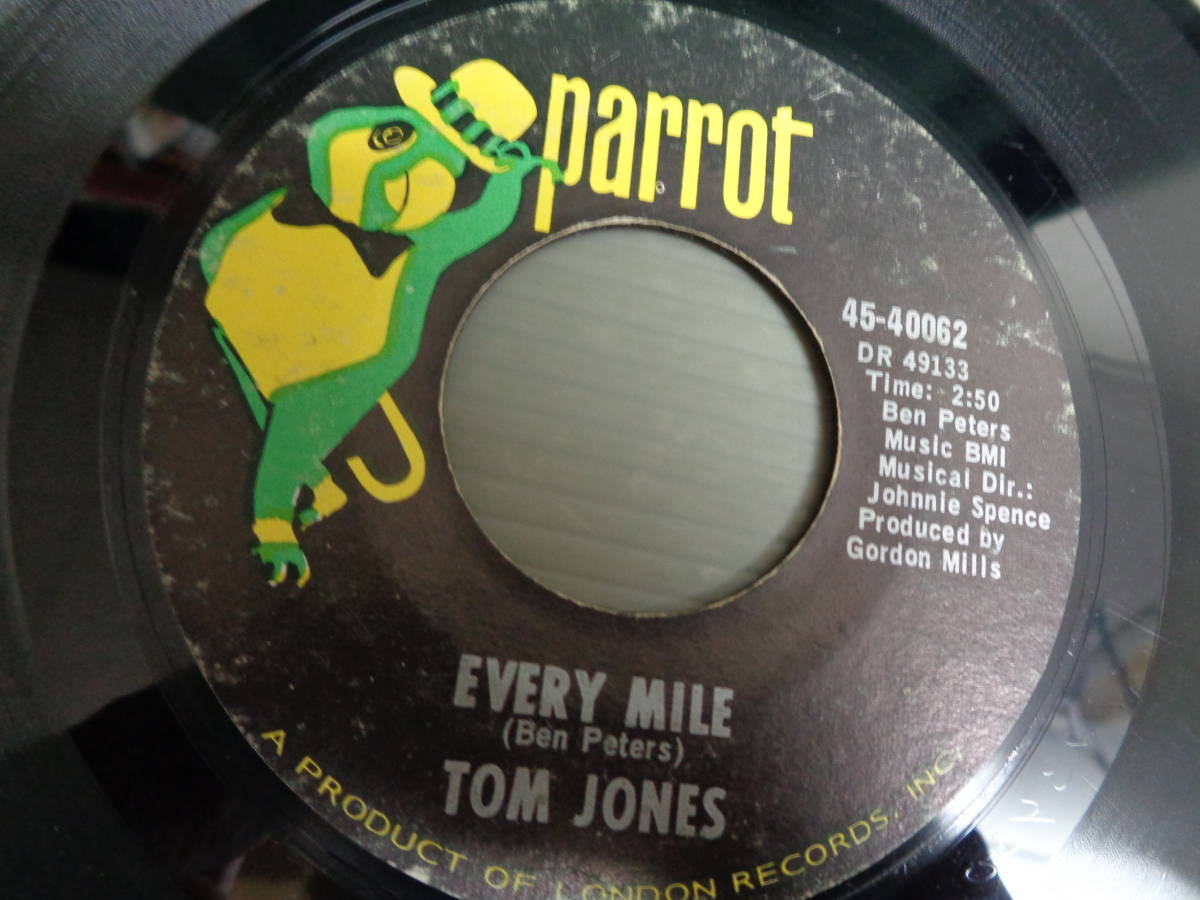 parrot
45-40062
DR 49133
Time: 2:50
Ben Peters
Music BMI
Musical Dir.:
Johnnie Spence
Produced by
Gordon Mills
EVERY MILE
(Ben Peters)
TOM JONES
A PRODUCT OF LONDON RECORDS, INC.